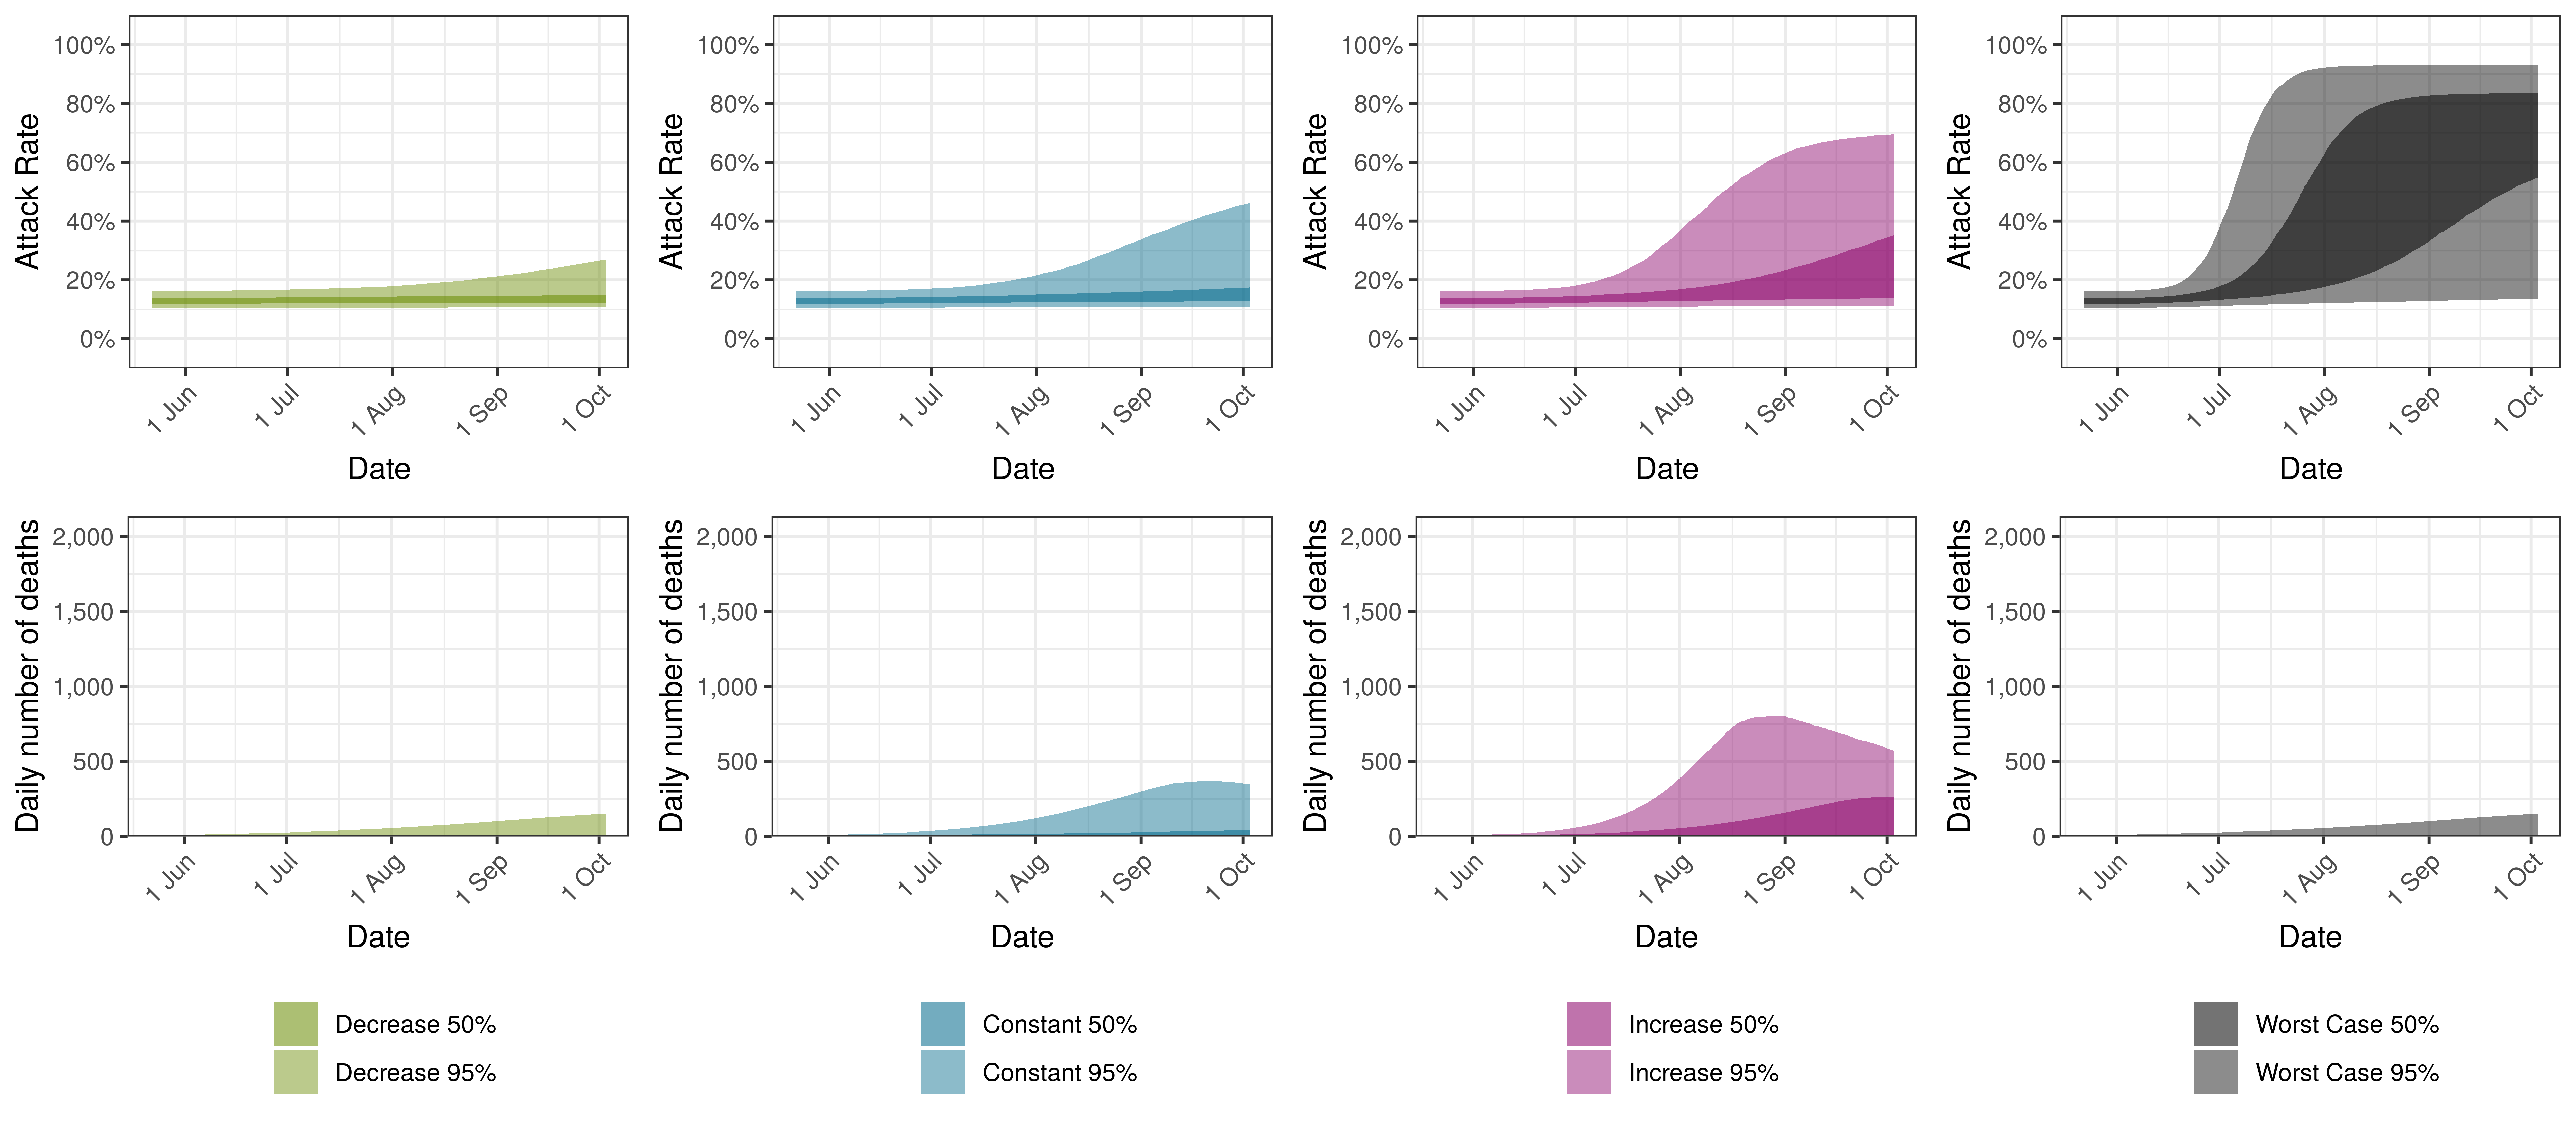 Attack Rate
100%
80%
60%
40%
20%
0%
1 Jun
1 Jul
1 Aug
1 Sep
1 Oct
Date
Attack Rate
100%
80%
60%
40%
20%
0%
1 Jun
1 Jul
1 Aug
1 Sep
1 Oct
Date
Attack Rate
100%
80%
60%
40%
20%
0%
1 Jun
1 Jul
1 Aug
1 Sep
1 Oct
Date
Attack Rate
100%
80%
60%
40%
20%
0%
1 Jun
1 Jul
1 Aug
1 Sep
1 Oct
Date
Daily number of deaths
2,000
1,500
1,000
500
0
1 Jun
1 Jul
1 Aug
1 Sep
1 Oct
Date
Daily number of deaths
2,000
1,500
1,000
500
0
1 Jun
1 Jul
1 Aug
1 Sep
1 Oct
Date
Daily number of deaths
2,000
1,500
1,000
500
0
1 Jun
1 Jul
1 Aug
1 Sep
1 Oct
Date
Daily number of deaths
2,000
1,500
1,000
500
0
1 Jun
1 Jul
1 Aug
1 Sep
1 Oct
Date
Decrease 50%
Decrease 95%
Constant 50%
Constant 95%
Increase 50%
Increase 95%
Worst Case 50%
Worst Case 95%